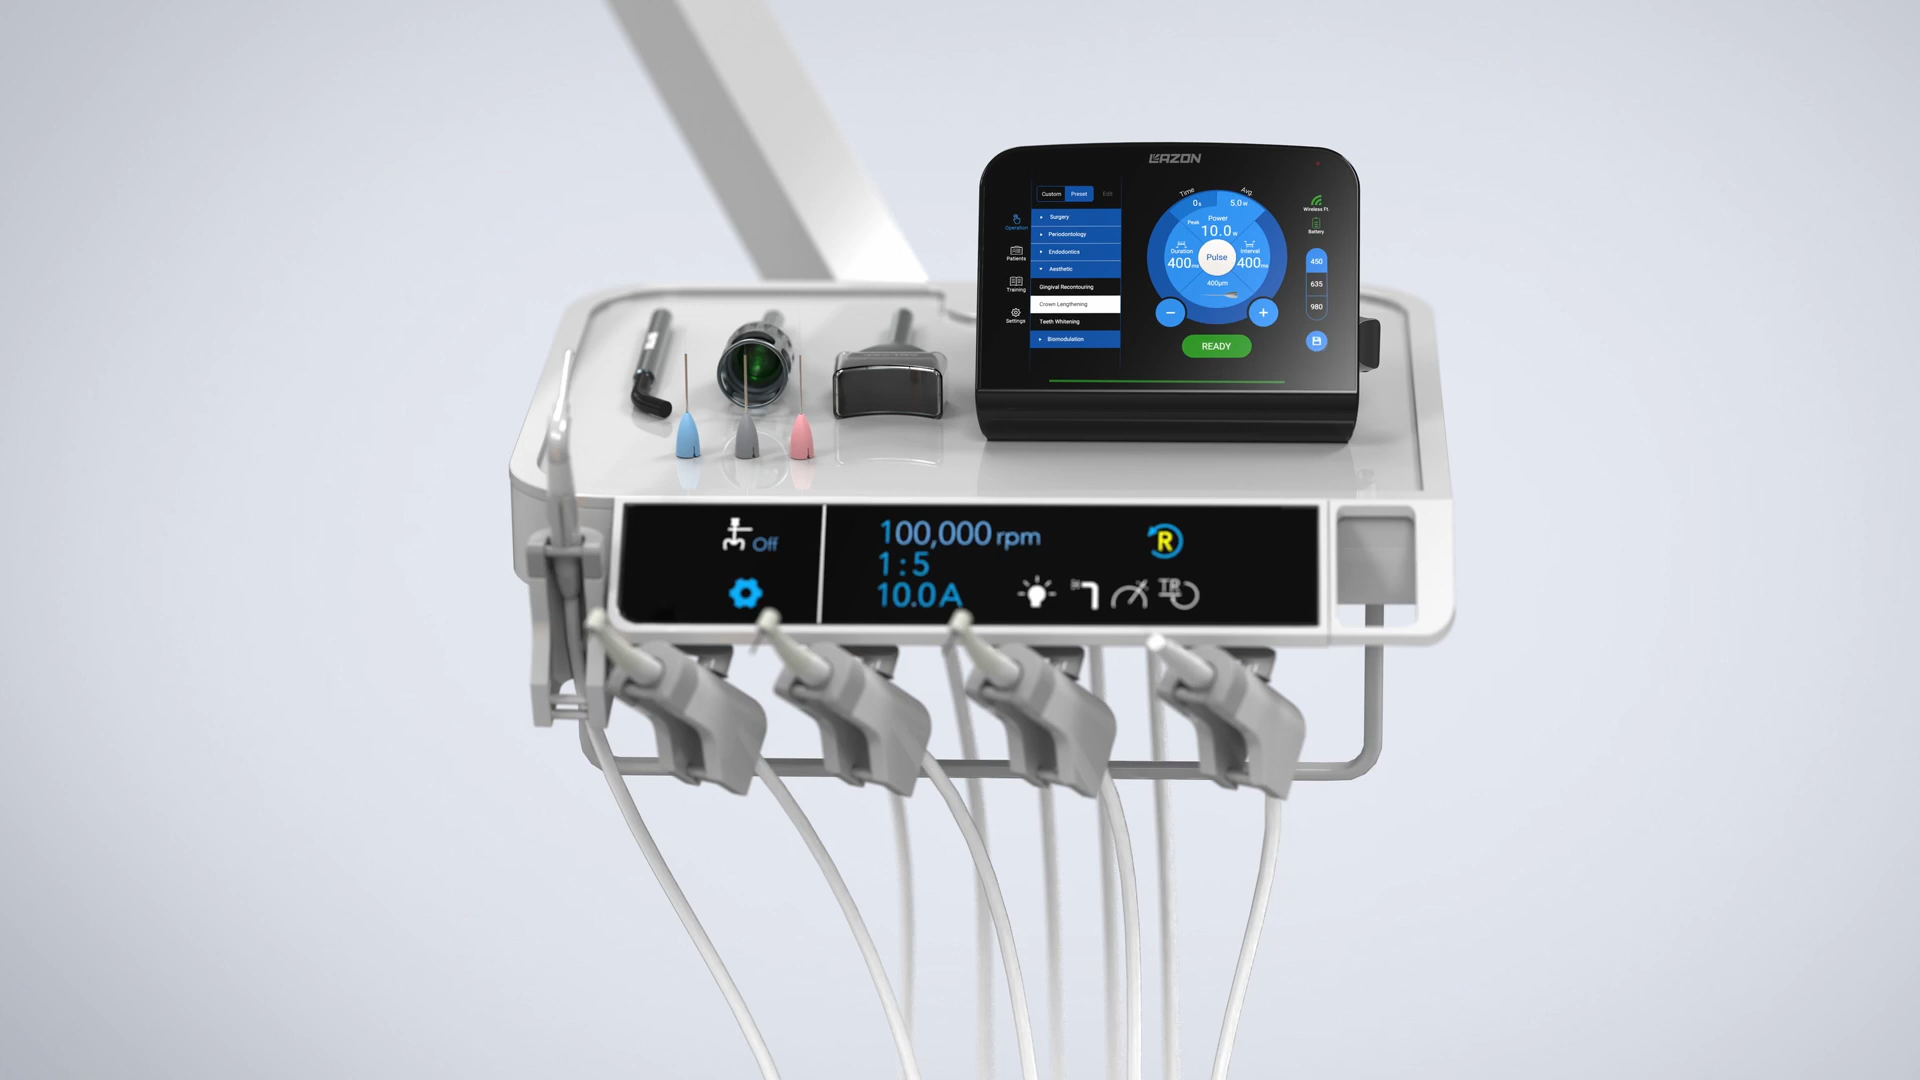 LAZON
Custom Preset Edit
Operation
Patients
Training
Settings
Surgery
Periodontology
Endodontics
Aesthetic
Gingival Recontouring
Crown Lengthening
Teeth Whitening
Biomodulation
Time
0s
Avg.
5.0w
Power
Peak
10.0w
Duration
400ms
Pulse
Interval
400ms
400μm
READY
Wireless Ft.
Battery
450
635
980
Off
100,000 rpm
1:5
10.0A
R